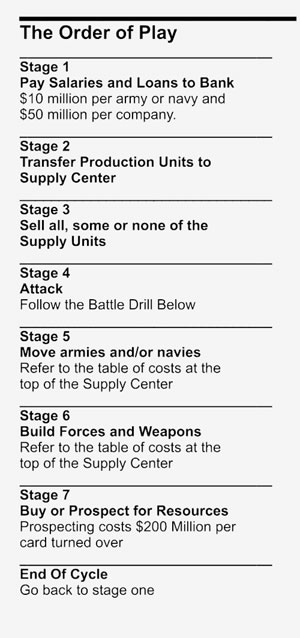 The Order of Play
Stage 1
Pay Salaries and Loans to Bank
$10 million per army or navy and
$50 million per company.
Stage 2
Transfer Production Units to
Supply Center
Stage 3
Sell all, some or none of the
Supply Units
Stage 4
Attack
Follow the Battle Drill Below
Stage 5
Move armies and/or navies
Refer to the table of costs at the
top of the Supply Center
Stage 6
Build Forces and Weapons
Refer to the table of costs at the
top of the Supply Center
Stage 7
Buy or Prospect for Resources
Prospecting costs $200 Million per
card turned over
End Of Cycle
Go back to stage one